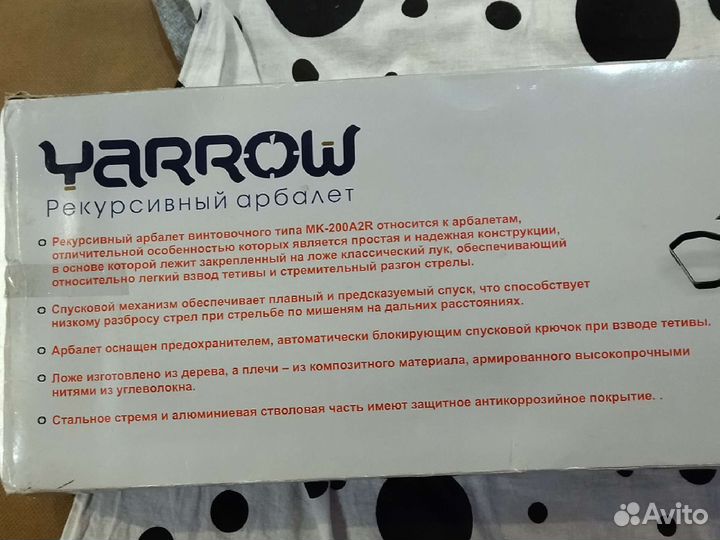 YARROW
Рекурсивный арбалет
Рекурсивный арбалет винтовочного типа МК-200A2R относится к арбалетам,
отличительной особенностью которых является простая и надежная конструкции,
в основе которой лежит закрепленный на ложе классический лук, обеспечивающий
относительно легкий взвод тетивы и стремительный разгон стрелы.
Спусковой механизм обеспечивает плавный и предсказуемый спуск, что способствует
низкому разбросу стрел при стрельбе по мишеням на дальних расстояниях.
Арбалет оснащен предохранителем, автоматически блокирующим спусковой крючок при взводе тетивы.
Ложе изготовлено из дерева, а плечи – из композитного материала, армированного высокопрочными
нитями из углеволокна.
Стальное стремя и алюминиевая стволовая часть имеют защитное антикоррозийное покрытие. .
Avito